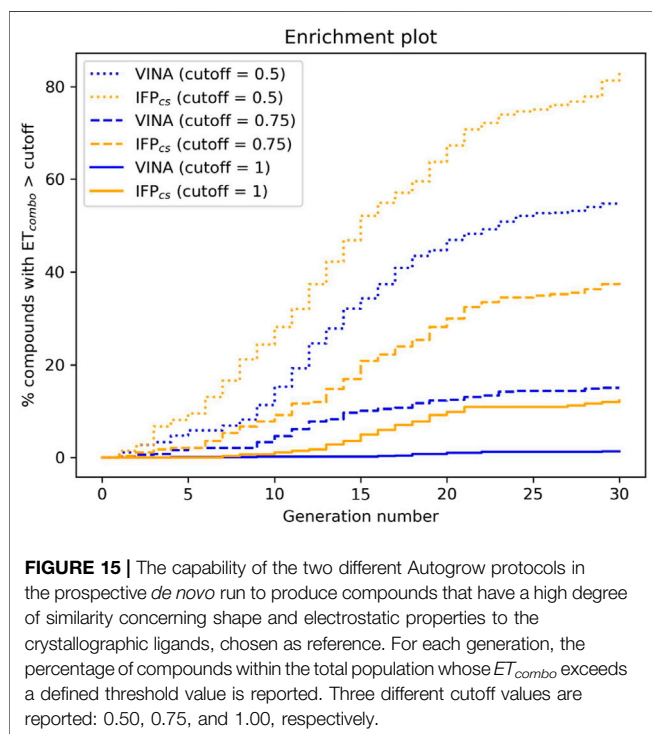 Enrichment plot
VINA (cutoff = 0.5)
IFPcs (cutoff = 0.5)
VINA (cutoff = 0.75)
IFPcs (cutoff = 0.75)
VINA (cutoff = 1)
IFPcs (cutoff = 1)
% compounds with ETcombo > cutoff
80
60
40
20
0
0 5 10 15 20 25 30
Generation number
FIGURE 15 | The capability of the two different Autogrow protocols in
the prospective de novo run to produce compounds that have a high degree
of similarity concerning shape and electrostatic properties to the
crystallographic ligands, chosen as reference. For each generation, the
percentage of compounds within the total population whose ETcombo exceeds
a defined threshold value is reported. Three different cutoff values are
reported: 0.50, 0.75, and 1.00, respectively.